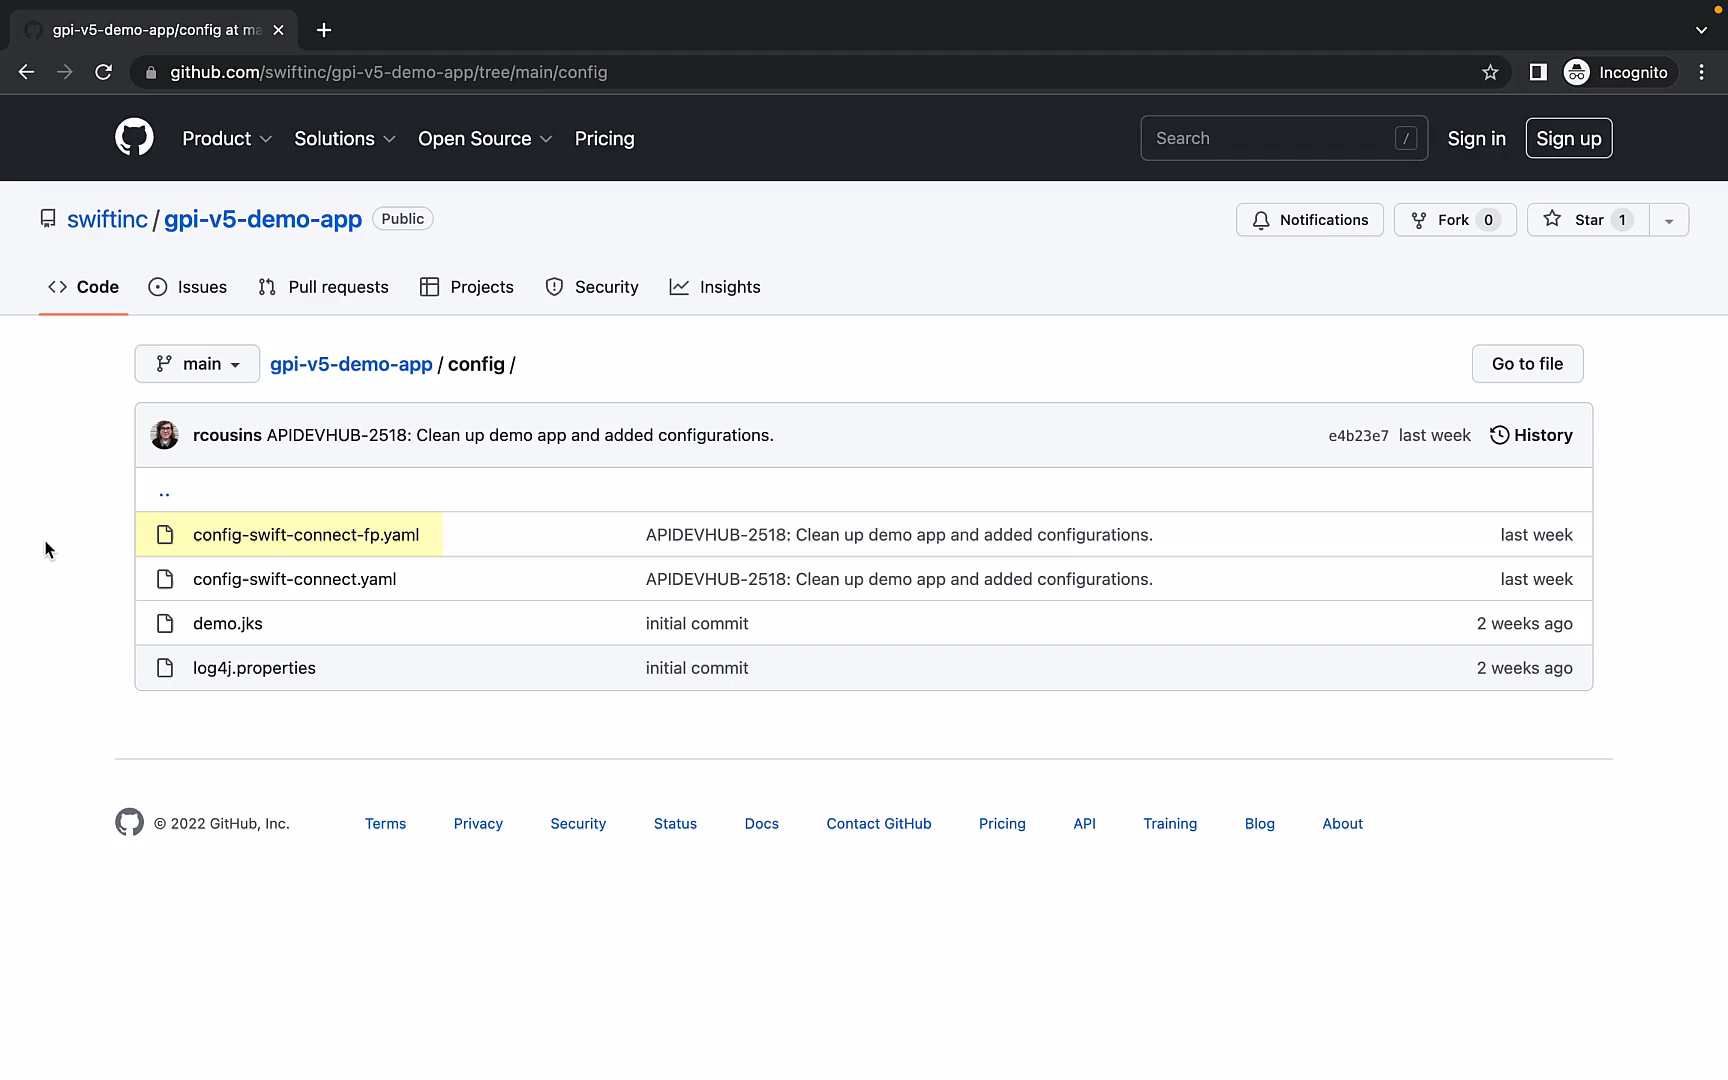 gpi-v5-demo-app/config at ma
github.com/swiftinc/gpi-v5-demo-app/tree/main/config
Incognito
Product Solutions Open Source Pricing
Search /
Sign in Sign up
swiftinc / gpi-v5-demo-app Public
Notifications Fork 0 Star 1
Code Issues Pull requests Projects Security Insights
main gpi-v5-demo-app / config /
Go to file
rcousins APIDEVHUB-2518: Clean up demo app and added configurations. e4b23e7 last week History
..
config-swift-connect-fp.yaml APIDEVHUB-2518: Clean up demo app and added configurations. last week
config-swift-connect.yaml APIDEVHUB-2518: Clean up demo app and added configurations. last week
demo.jks initial commit 2 weeks ago
log4j.properties initial commit 2 weeks ago
© 2022 GitHub, Inc. Terms Privacy Security Status Docs Contact GitHub Pricing API Training Blog About